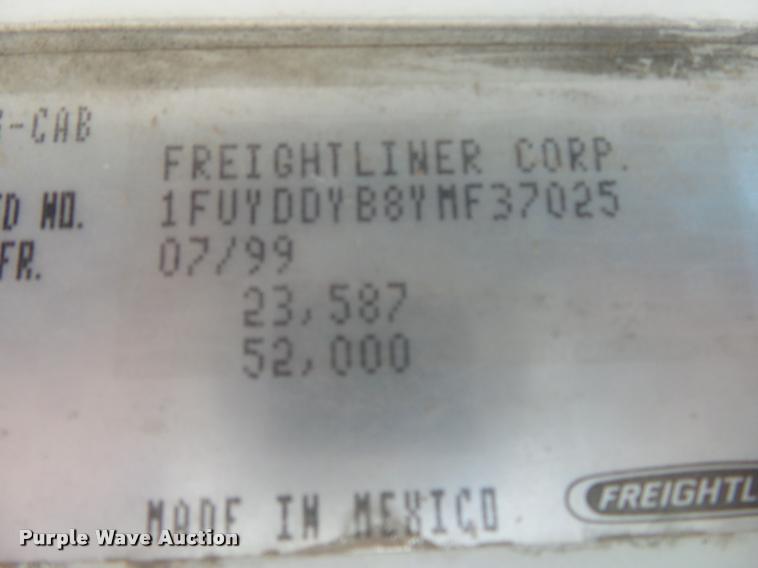 -CAB
FREIGHTLINER CORP.
D NO. 1FUYDDYB8YMF37025
FR. 07/99
23,587
52,000
MADE IN MEXICO
FREIGHTL
Purple Wave Auction